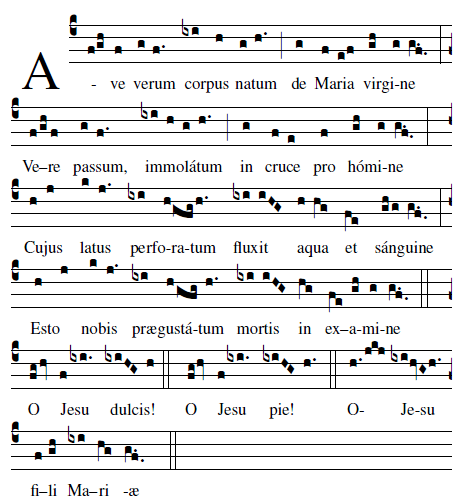 A - ve verum corpus natum de Maria virgi-ne
Ve–re passum, immolátum in cruce pro hómi-ne
Cujus latus perfo-ra-tum fluxit aqua et sánguine
Esto nobis prægustá-tum mortis in ex–a-mi-ne
O Jesu dulcis! O Jesu pie! O- Je-su
fi–li Ma–ri -æ